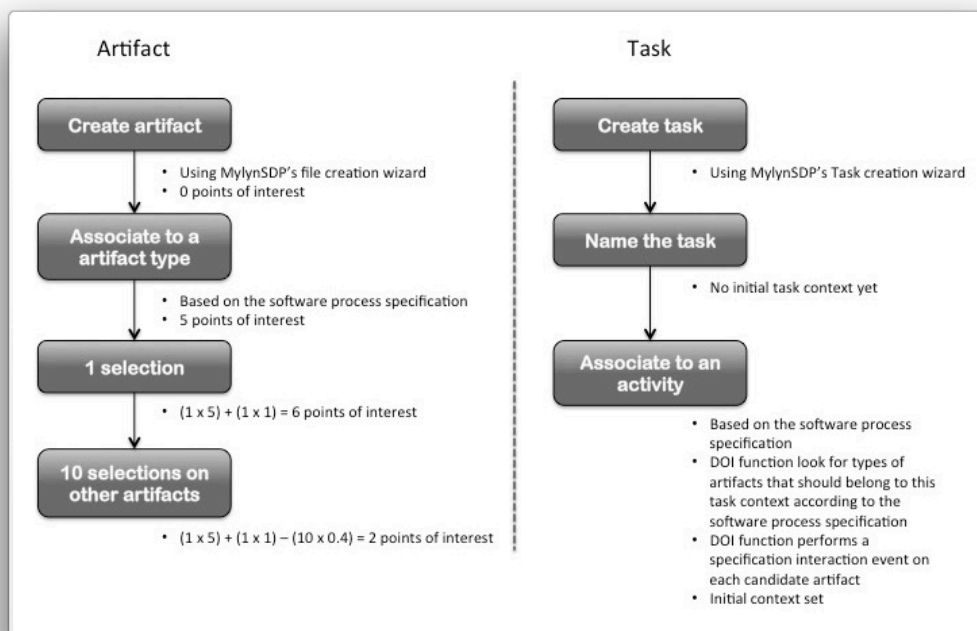 Artifact
Create artifact
• Using MylynSDP's file creation wizard
• 0 points of interest
Associate to a
artifact type
• Based on the software process specification
• 5 points of interest
1 selection
• (1 x 5) + (1 x 1) = 6 points of interest
10 selections on
other artifacts
• (1 x 5) + (1 x 1) – (10 x 0.4) = 2 points of interest
Task
Create task
• Using MylynSDP's Task creation wizard
Name the task
• No initial task context yet
Associate to an
activity
• Based on the software process
specification
• DOI function look for types of
artifacts that should belong to this
task context according to the
software process specification
• DOI function performs a
specification interaction event on
each candidate artifact
• Initial context set